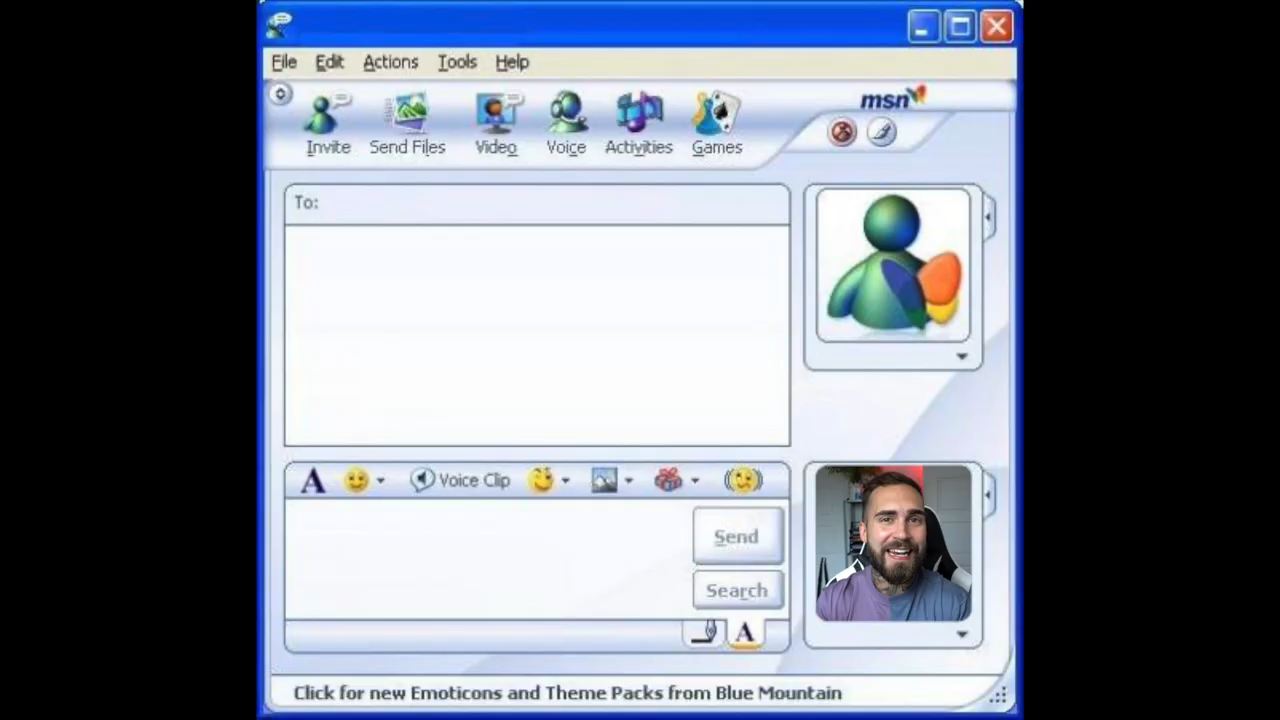 File Edit Actions Tools Help
msn
Invite Send Files Video Voice Activities Games
To:
A Voice Clip
Send
Search
A
Click for new Emoticons and Theme Packs from Blue Mountain